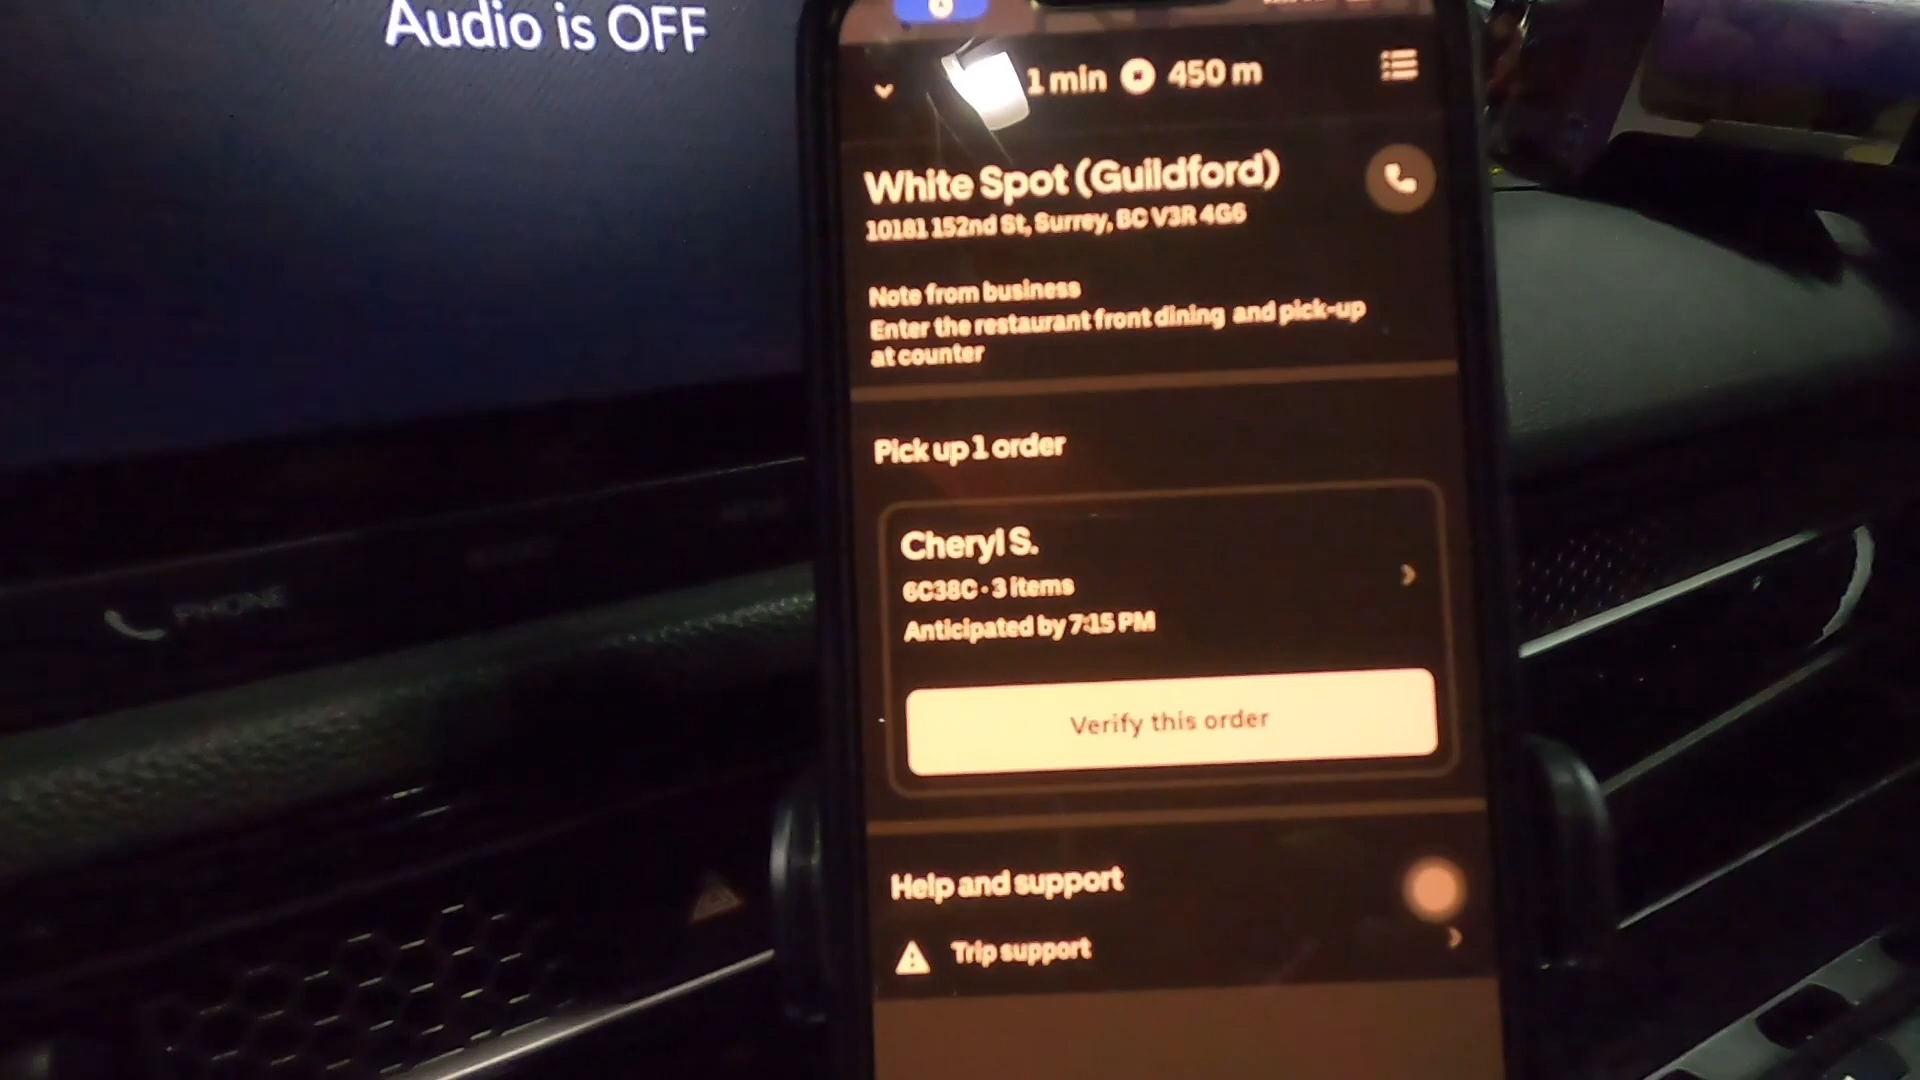 Audio is OFF
1 min 450 m
White Spot (Guildford)
10181 152nd St, Surrey, BC V3R 4G6
Note from business
Enter the restaurant front dining and pick-up
at counter
Pick up 1 order
Cheryl S.
6C38C · 3 items
Anticipated by 7:15 PM
Verify this order
Help and support
Trip support
PHONE